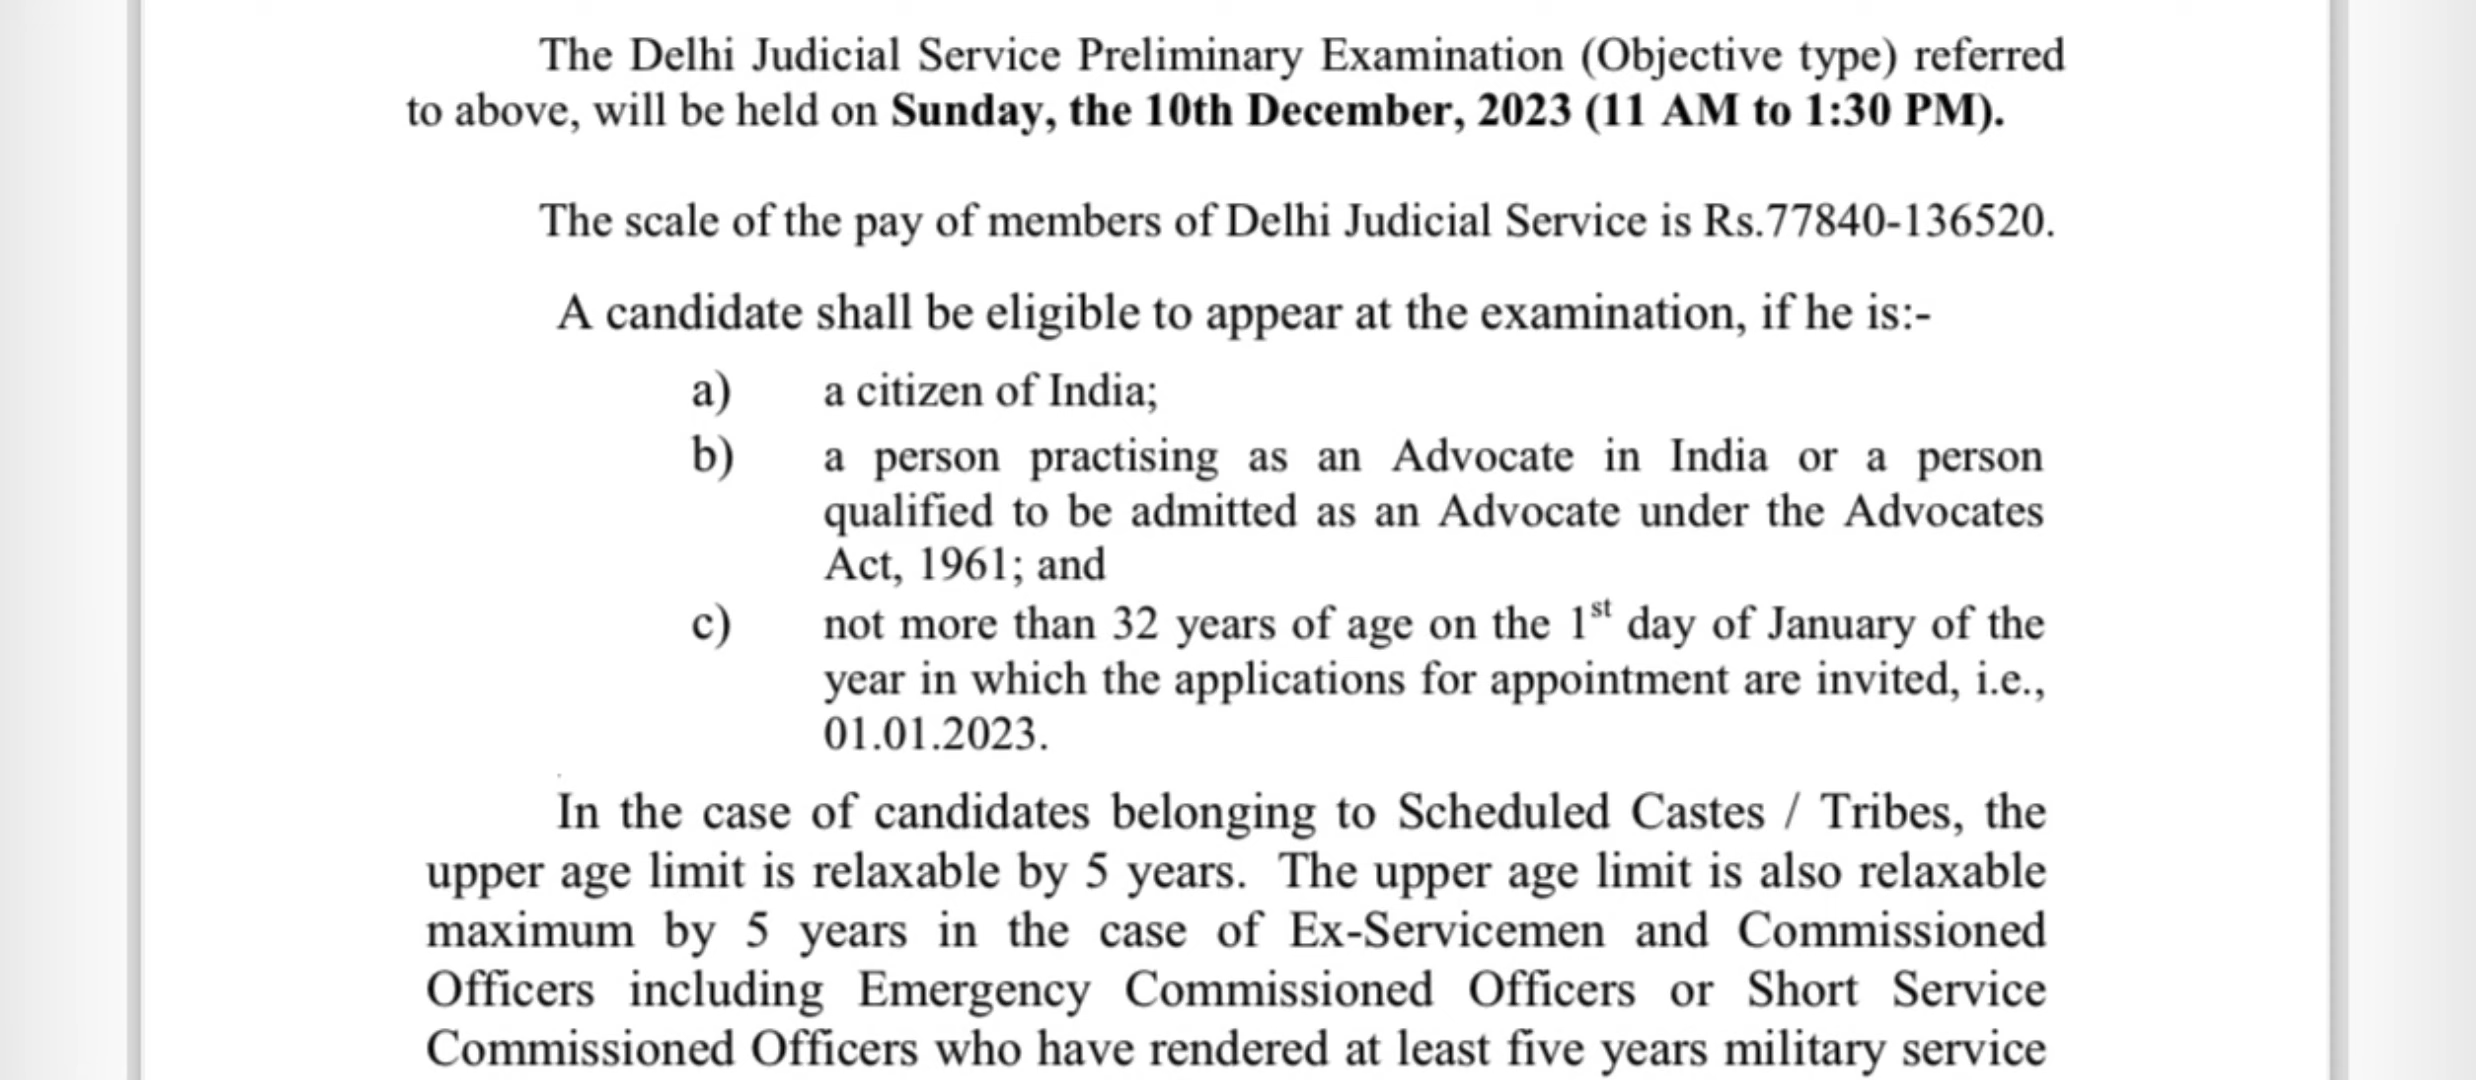 The Delhi Judicial Service Preliminary Examination (Objective type) referred
to above, will be held on Sunday, the 10th December, 2023 (11 AM to 1:30 PM).
The scale of the pay of members of Delhi Judicial Service is Rs.77840-136520.
A candidate shall be eligible to appear at the examination, if he is:-
a) a citizen of India;
b) a person practising as an Advocate in India or a person
qualified to be admitted as an Advocate under the Advocates
Act, 1961; and
c) not more than 32 years of age on the 1st day of January of the
year in which the applications for appointment are invited, i.e.,
01.01.2023.
In the case of candidates belonging to Scheduled Castes / Tribes, the
upper age limit is relaxable by 5 years. The upper age limit is also relaxable
maximum by 5 years in the case of Ex-Servicemen and Commissioned
Officers including Emergency Commissioned Officers or Short Service
Commissioned Officers who have rendered at least five years military service